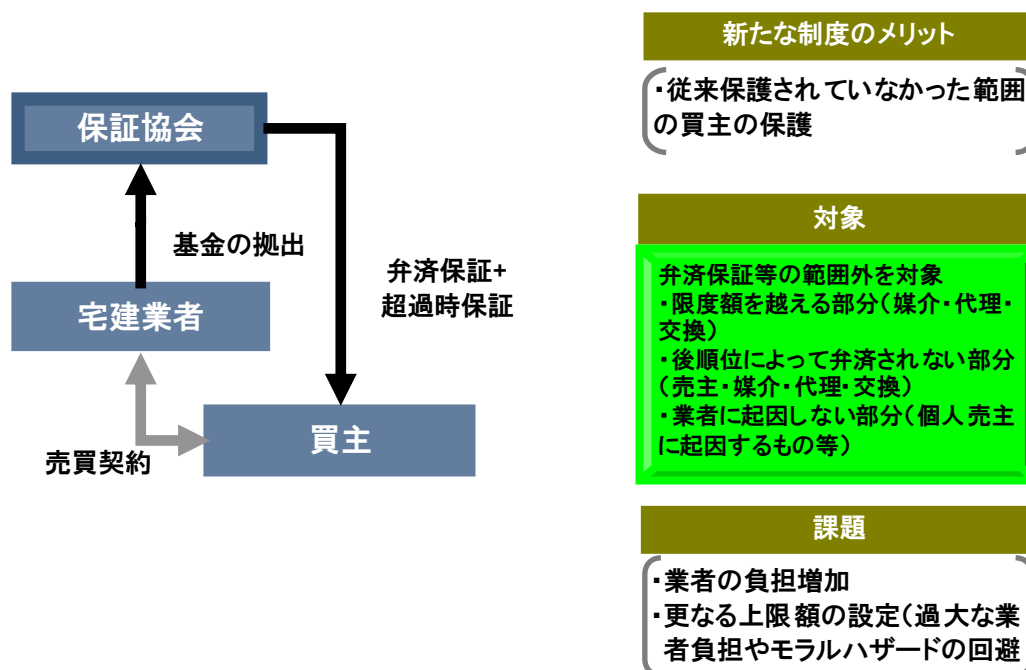 保証協会
基金の拠出
弁済保証+
超過時保証
宅建業者
買主
売買契約
新たな制度のメリット
・従来保護されていなかった範囲
の買主の保護
対象
弁済保証等の範囲外を対象
・限度額を越える部分(媒介・代理・
交換)
・後順位によって弁済されない部分
(売主・媒介・代理・交換)
・業者に起因しない部分(個人売主
に起因するもの等)
課題
・業者の負担増加
・更なる上限額の設定(過大な業
者負担やモラルハザードの回避